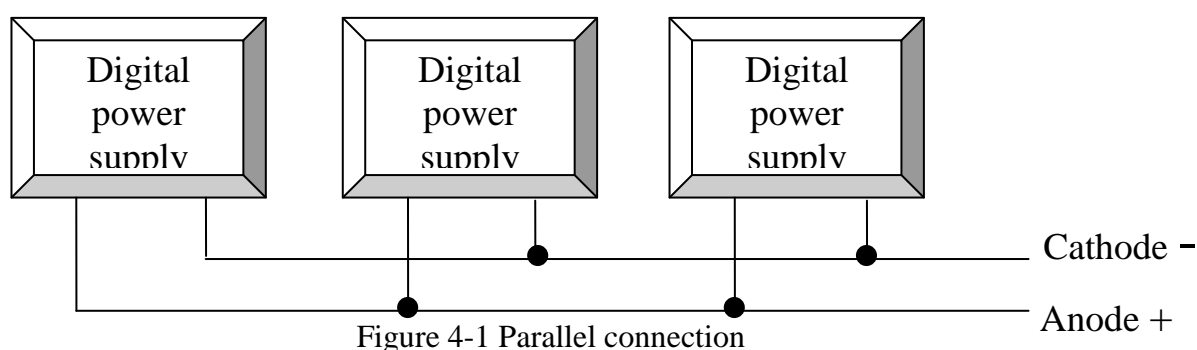 Digital
power
supply
Digital
power
supply
Digital
power
supply
Cathode -
Anode +
Figure 4-1 Parallel connection